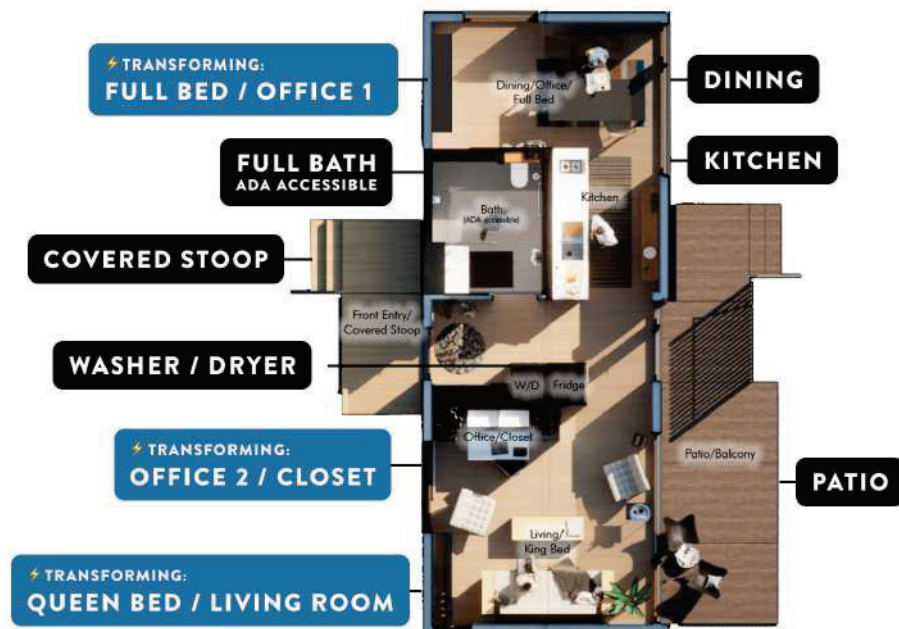 ⚡TRANSFORMING:
FULL BED / OFFICE 1
DINING
Dining/Office/
Full Bed
FULL BATH
ADA ACCESSIBLE
KITCHEN
Kitchen
Bath
(ADA accessible)
COVERED STOOP
Front Entry/
Covered Stoop
WASHER / DRYER
W/D
Fridge
⚡TRANSFORMING:
OFFICE 2 / CLOSET
Office/Closet
Patio/Balcony
PATIO
Living/
King Bed
⚡TRANSFORMING:
QUEEN BED / LIVING ROOM